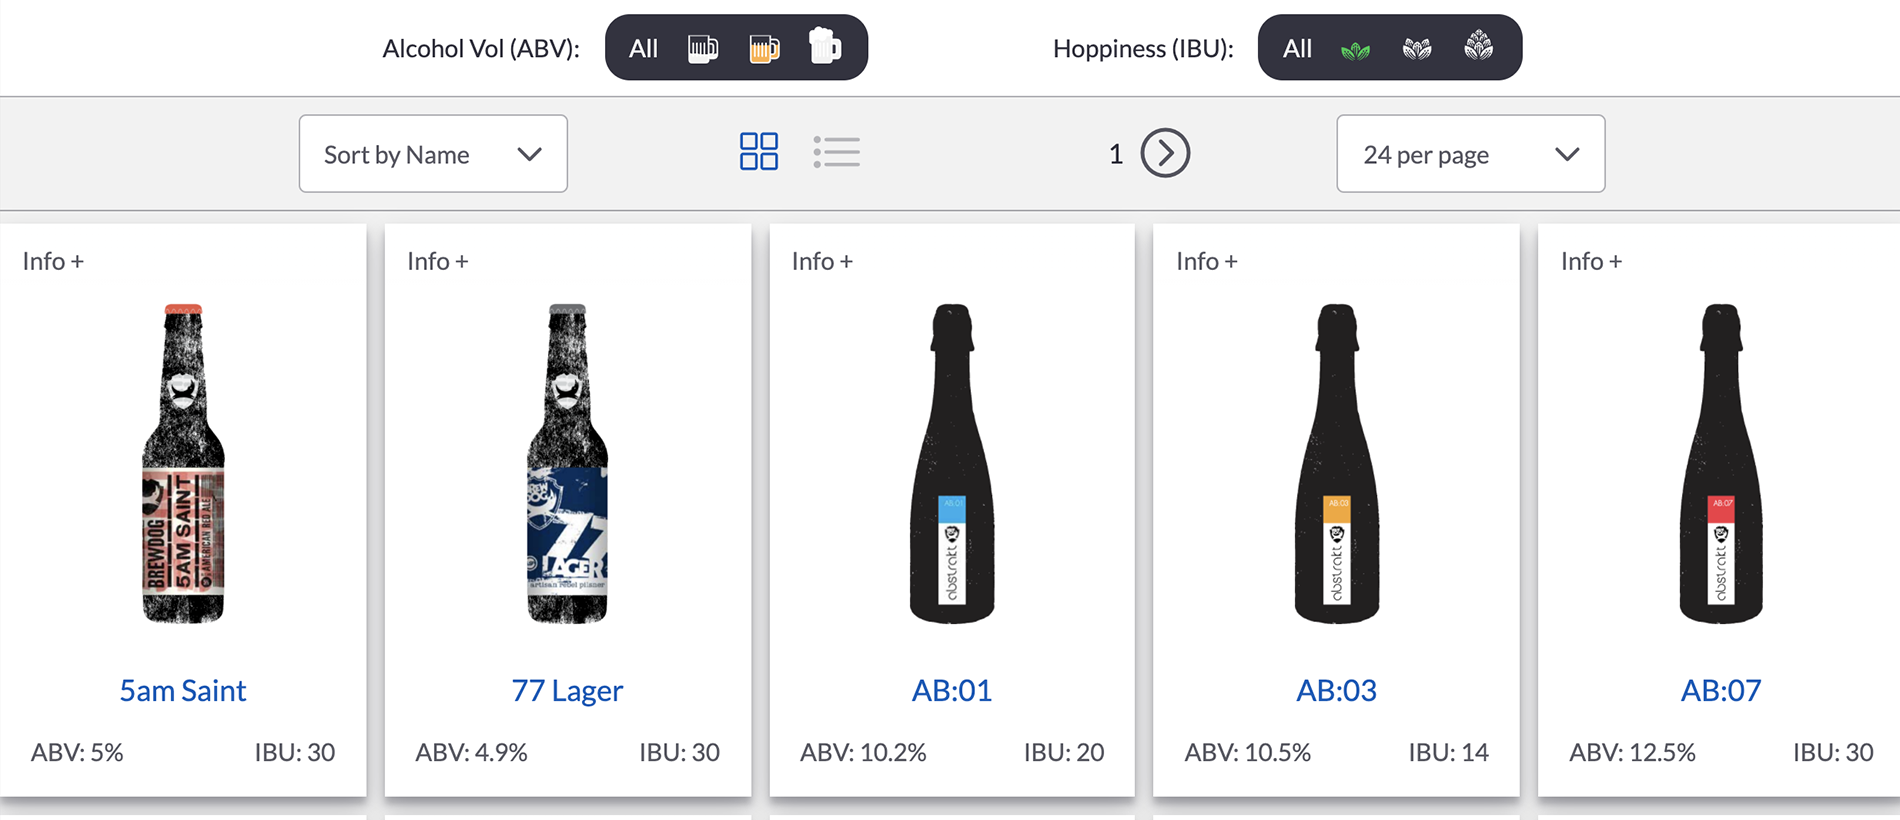 Alcohol Vol (ABV): All
Hoppiness (IBU): All
Sort by Name
1
24 per page
Info +
Info +
Info +
Info +
Info +
BREWDOG
5AM SAINT
AMERICAN RED ALE
77
LAGER
artisan rebel pilsner
AB:01
abstrakt
AB:03
abstrakt
AB:07
abstrakt
5am Saint
77 Lager
AB:01
AB:03
AB:07
ABV: 5% IBU: 30
ABV: 4.9% IBU: 30
ABV: 10.2% IBU: 20
ABV: 10.5% IBU: 14
ABV: 12.5% IBU: 30